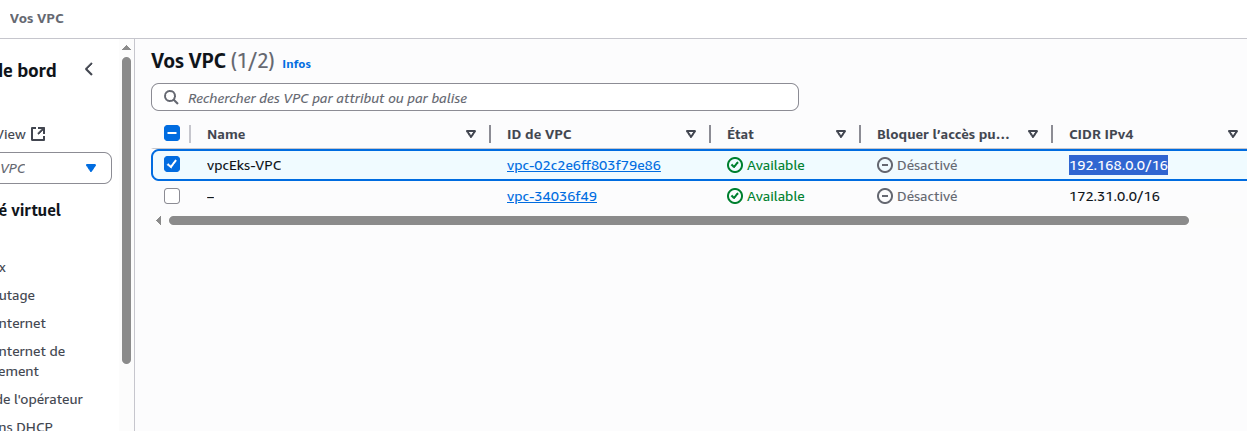 Vos VPC
de bord
View
VPC
é virtuel
x
utage
nternet
nternet de
ement
de l'opérateur
ns DHCP
Vos VPC (1/2) Infos
Rechercher des VPC par attribut ou par balise
Name ID de VPC État Bloquer l'accès pu... CIDR IPv4
vpcEks-VPC vpc-02c2e6ff803f79e86 Available Désactivé 192.168.0.0/16
– vpc-34036f49 Available Désactivé 172.31.0.0/16